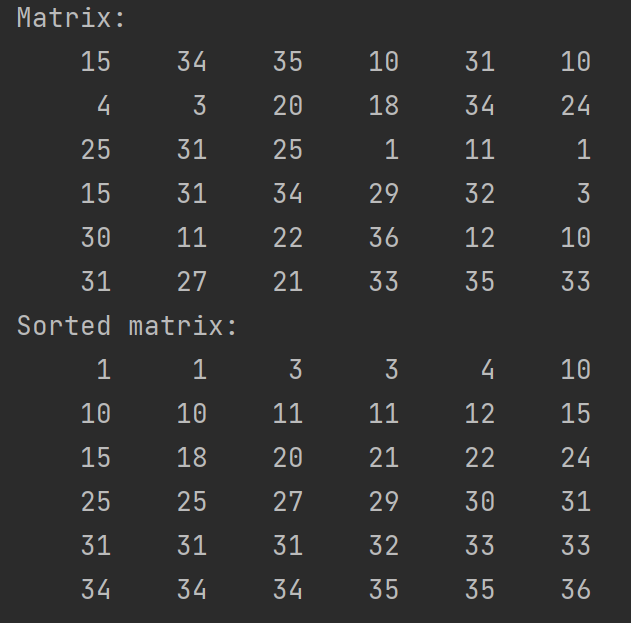 Matrix:
15 34 35 10 31 10
4 3 20 18 34 24
25 31 25 1 11 1
15 31 34 29 32 3
30 11 22 36 12 10
31 27 21 33 35 33
Sorted matrix:
1 1 3 3 4 10
10 10 11 11 12 15
15 18 20 21 22 24
25 25 27 29 30 31
31 31 31 32 33 33
34 34 34 35 35 36